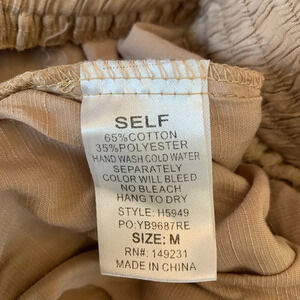 SELF
65%COTTON
35%POLYESTER
HAND WASH COLD WATER
SEPARATELY
COLOR WILL BLEED
NO BLEACH
HANG TO DRY
STYLE: H5949
PO:YB9687RE
SIZE: M
RN#: 149231
MADE IN CHINA